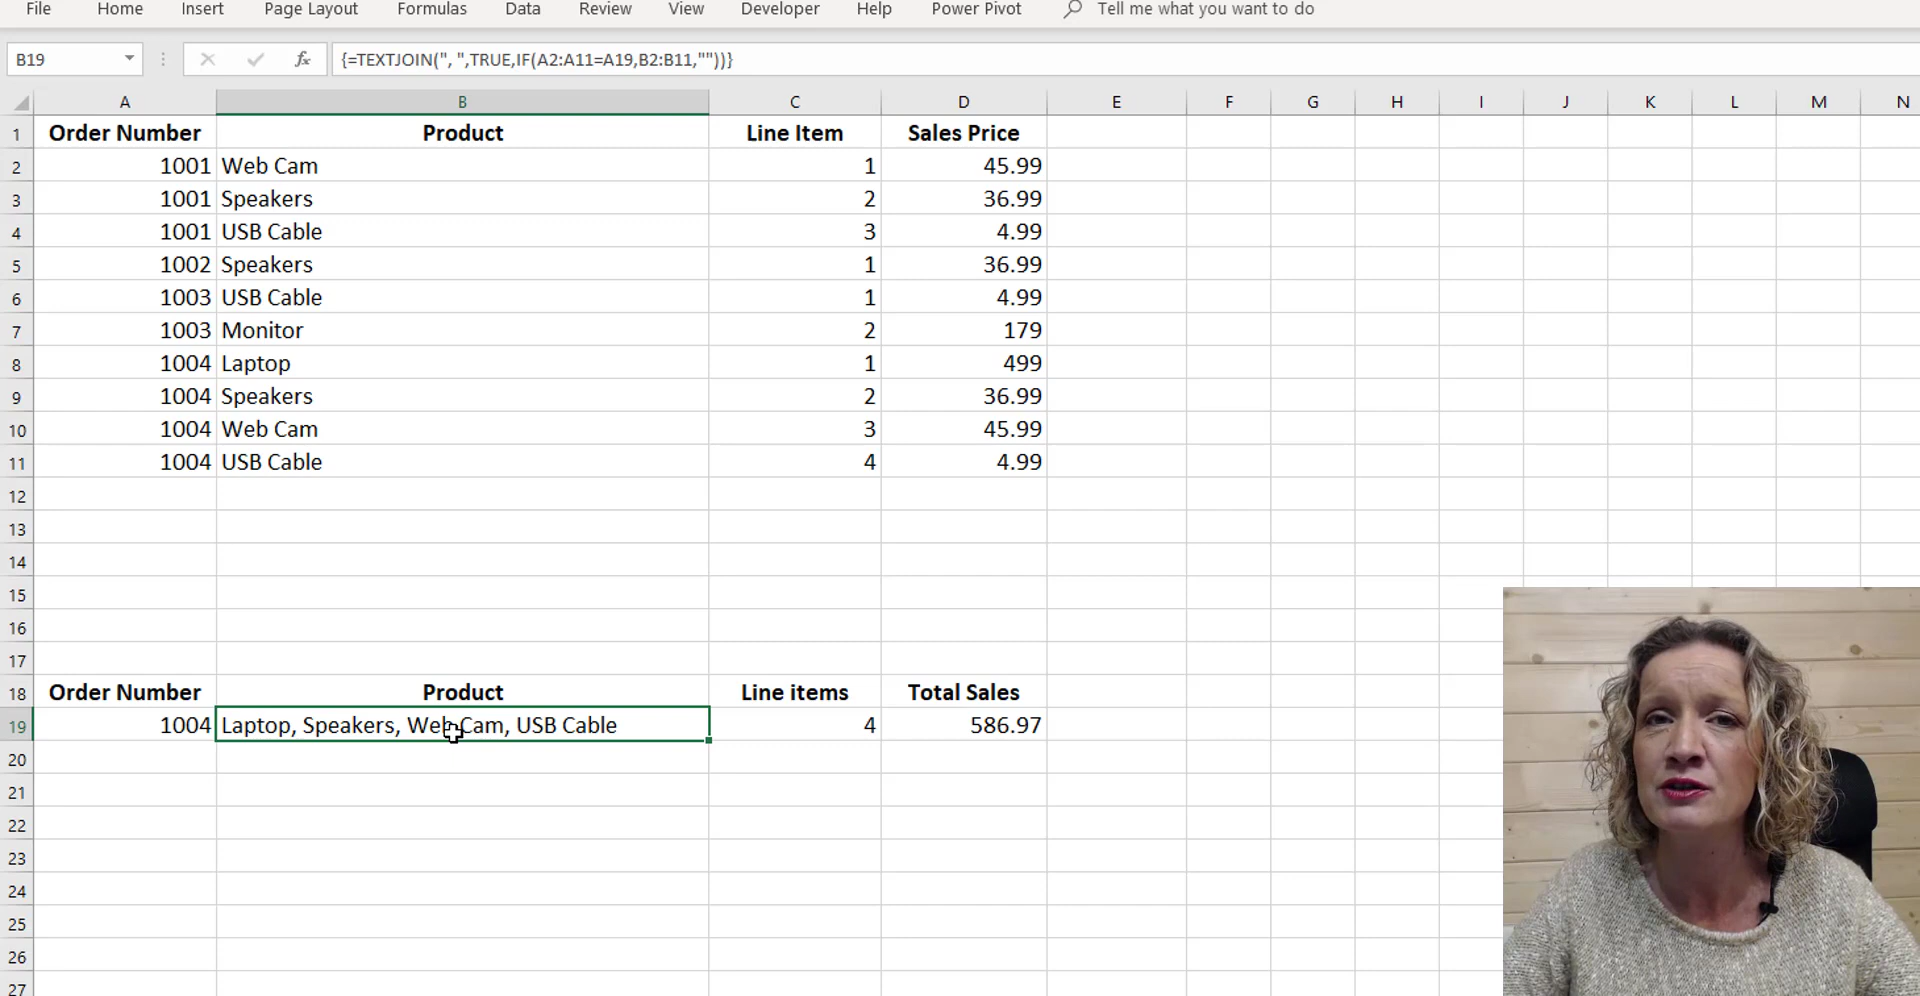 File Home Insert Page Layout Formulas Data Review View Developer Help Power Pivot Tell me what you want to do
B19 fx {=TEXTJOIN(", ",TRUE,IF(A2:A11=A19,B2:B11,""))}
A B C D E F G H I J K L M N
1 Order Number Product Line Item Sales Price
2 1001 Web Cam 1 45.99
3 1001 Speakers 2 36.99
4 1001 USB Cable 3 4.99
5 1002 Speakers 1 36.99
6 1003 USB Cable 1 4.99
7 1003 Monitor 2 179
8 1004 Laptop 1 499
9 1004 Speakers 2 36.99
10 1004 Web Cam 3 45.99
11 1004 USB Cable 4 4.99
12
13
14
15
16
17
18 Order Number Product Line items Total Sales
19 1004 Laptop, Speakers, Web Cam, USB Cable 4 586.97
20
21
22
23
24
25
26
27